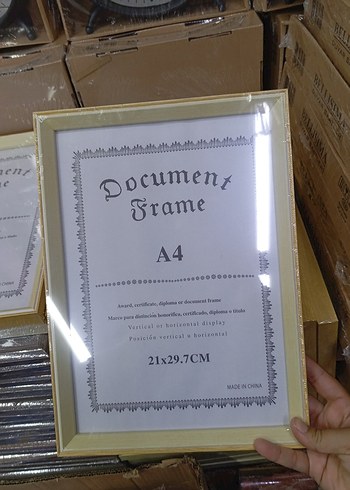 Document
Frame
A4
Award, certificate, diploma or document frame
Marco para distinción honorífico, certificado, diploma o título
Vertical or horizontal display
Posición vertical u horizontal
21x29.7CM
MADE IN CHINA